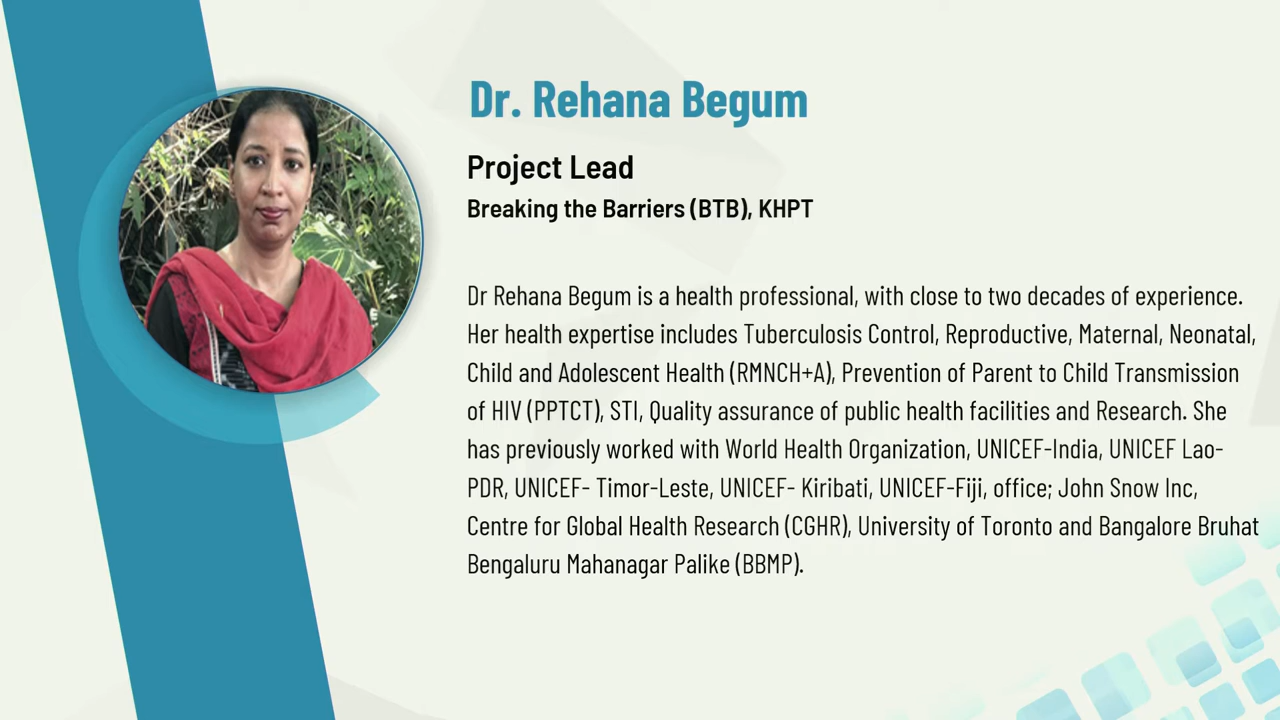 Dr. Rehana Begum
Project Lead
Breaking the Barriers (BTB), KHPT
Dr Rehana Begum is a health professional, with close to two decades of experience.
Her health expertise includes Tuberculosis Control, Reproductive, Maternal, Neonatal,
Child and Adolescent Health (RMNCH+A), Prevention of Parent to Child Transmission
of HIV (PPTCT), STI, Quality assurance of public health facilities and Research. She
has previously worked with World Health Organization, UNICEF-India, UNICEF Lao-
PDR, UNICEF- Timor-Leste, UNICEF- Kiribati, UNICEF-Fiji, office; John Snow Inc,
Centre for Global Health Research (CGHR), University of Toronto and Bangalore Bruhat
Bengaluru Mahanagar Palike (BBMP).